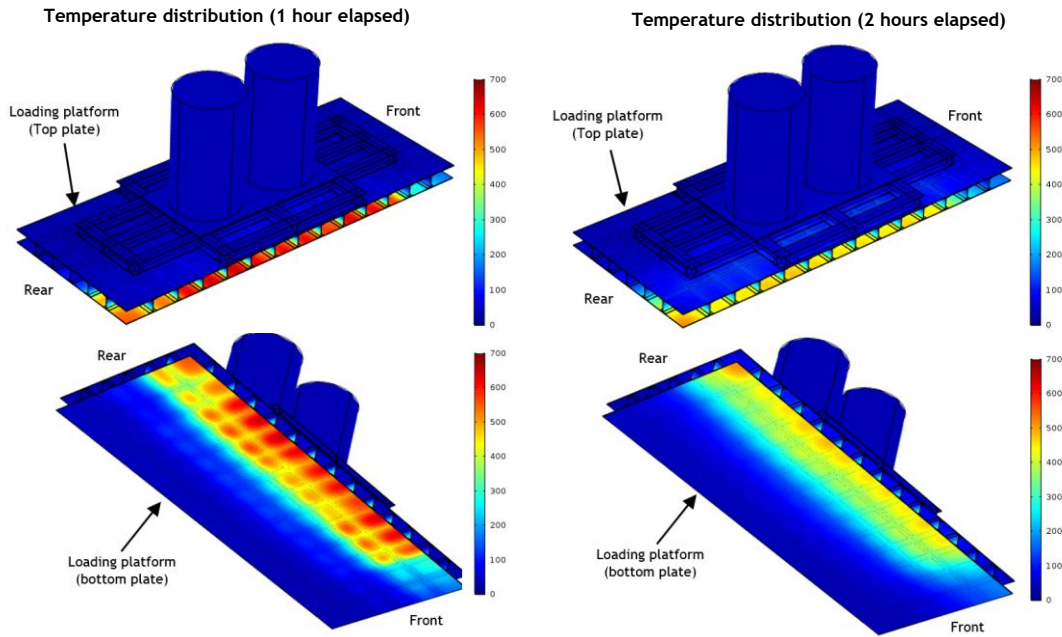 Temperature distribution (1 hour elapsed)
Loading platform
(Top plate)
Front
Rear
700
600
500
400
300
200
100
0
Rear
Loading platform
(bottom plate)
Front
700
600
500
400
300
200
100
0
Temperature distribution (2 hours elapsed)
Loading platform
(Top plate)
Front
Rear
700
600
500
400
300
200
100
0
Rear
Loading platform
(bottom plate)
Front
700
600
500
400
300
200
100
0